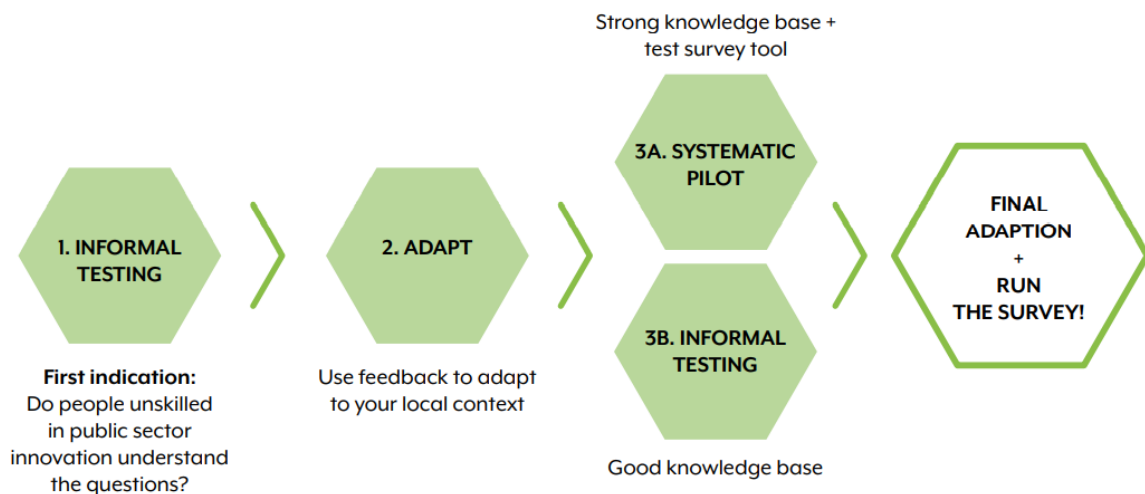 1. INFORMAL
TESTING
First indication:
Do people unskilled
in public sector
innovation understand
the questions?
2. ADAPT
Use feedback to adapt
to your local context
Strong knowledge base +
test survey tool
3A. SYSTEMATIC
PILOT
3B. INFORMAL
TESTING
Good knowledge base
FINAL
ADAPTION
+
RUN
THE SURVEY!